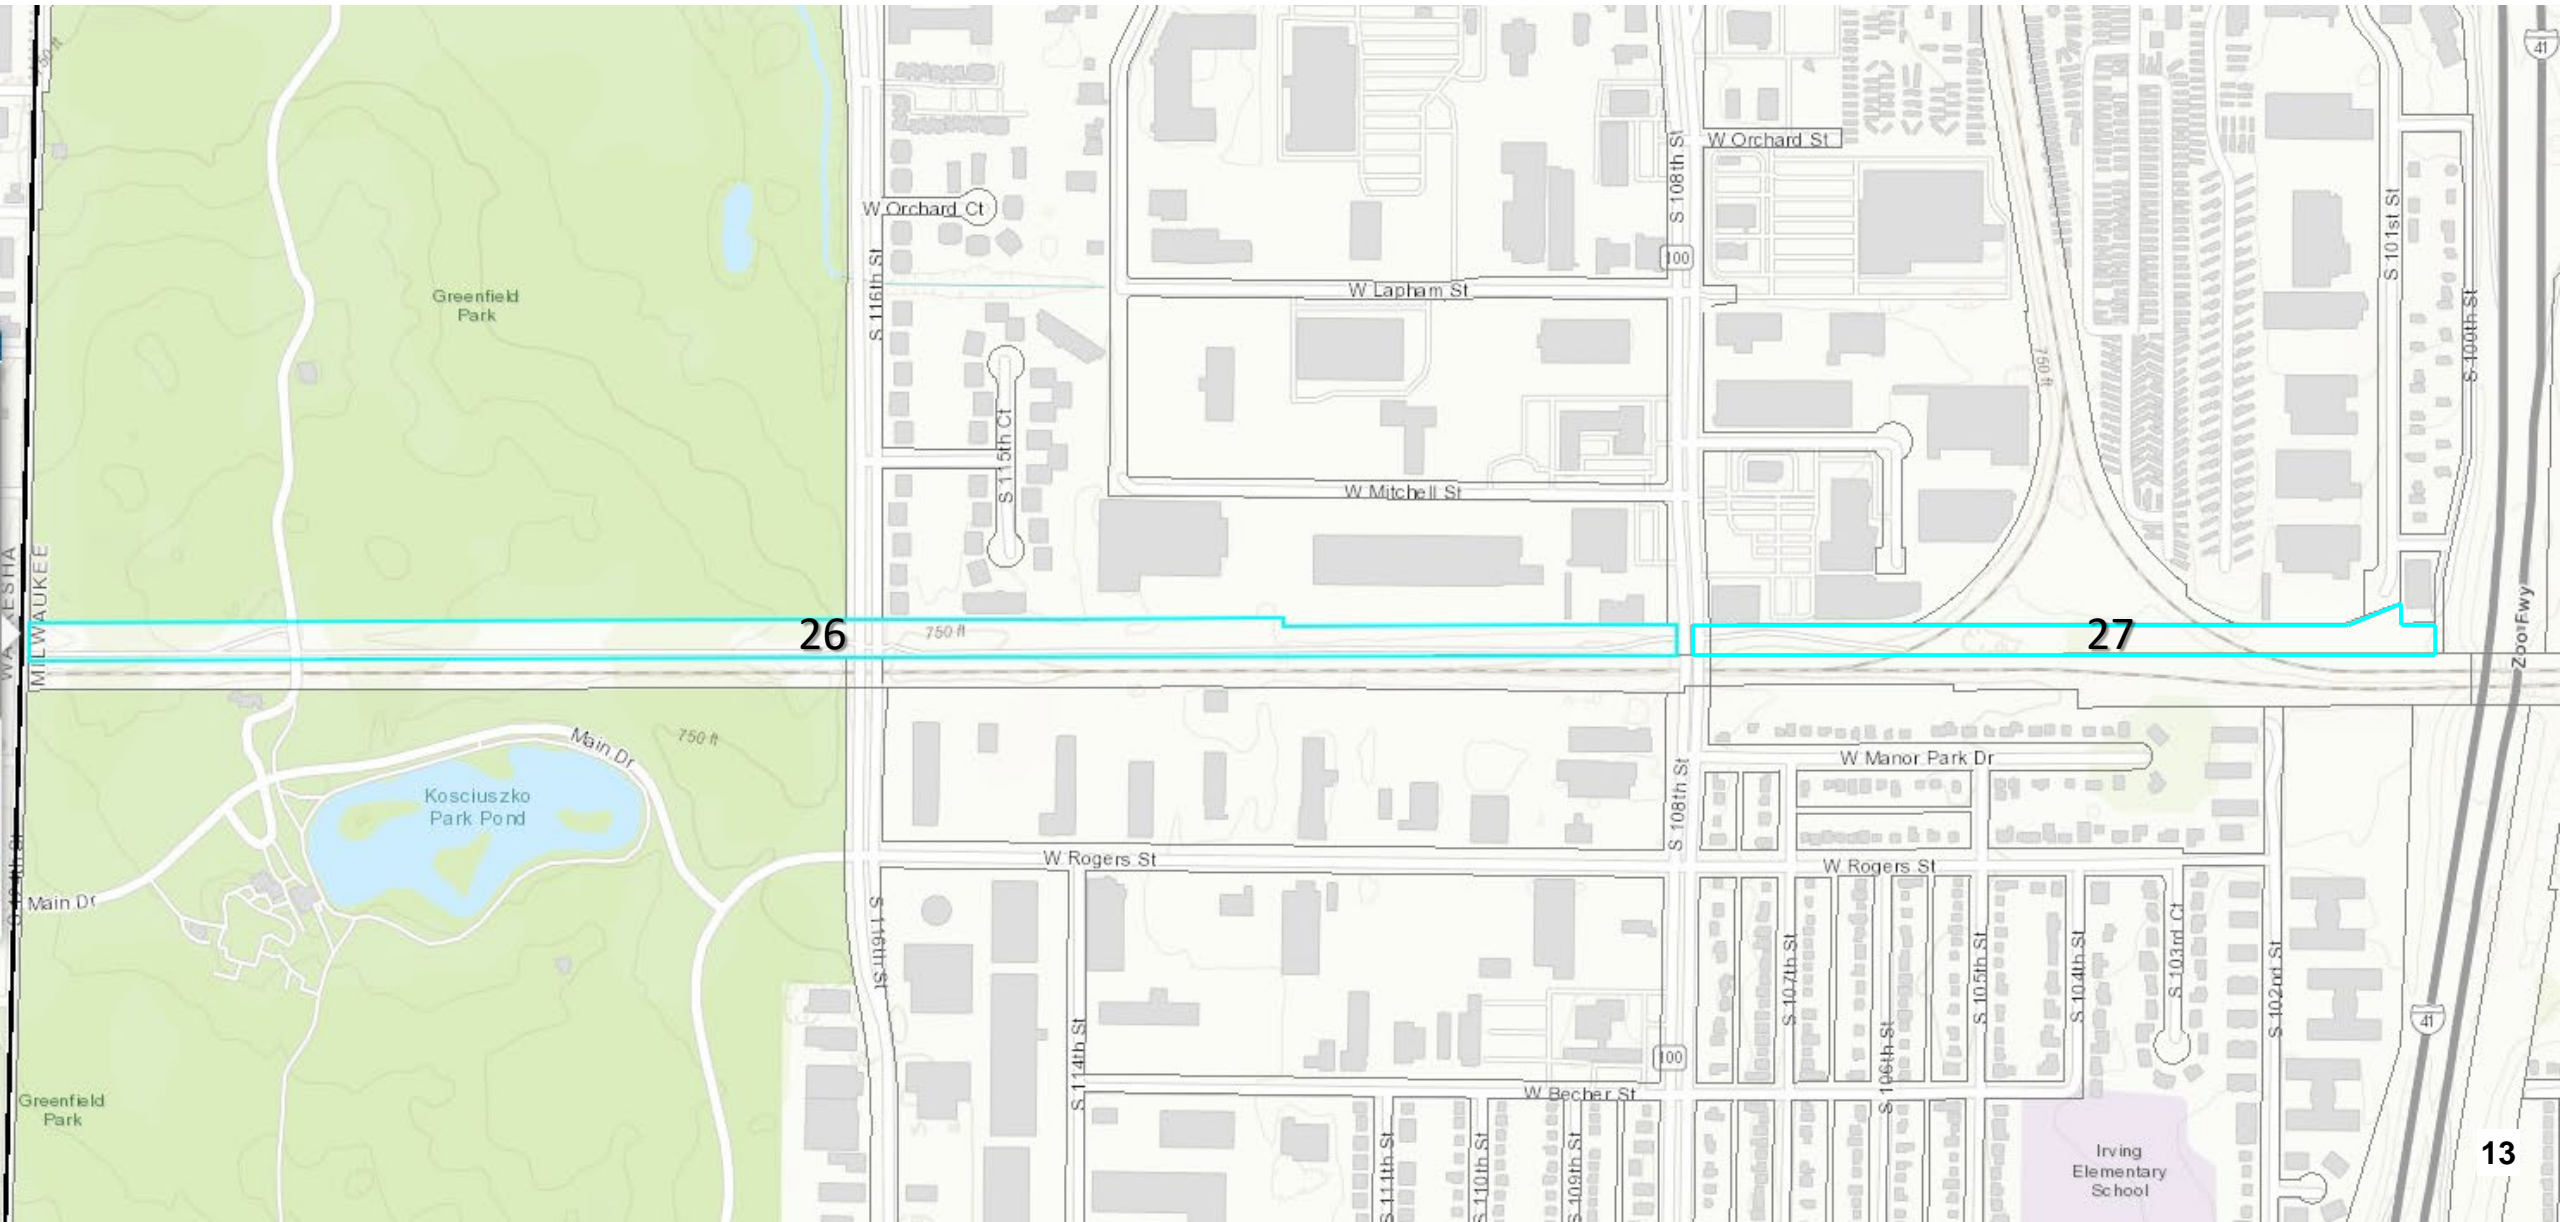 750 ft
41
W Orchard St
S 108th St
W Orchard Ct
S 101st St
S 116th St
100
Greenfield
Park
W Lapham St
S 100th St
750 ft
S 115th Ct
W Mitchell St
MILWAUKEE
26
750 ft
27
Zoo Fwy
Main Dr
750 ft
W Manor Park Dr
S 108th St
Kosciuszko
Park Pond
W Rogers St
W Rogers St
Main Dr
S 116th St
S 107th St
S 105th St
S 104th St
S 103rd Ct
S 102nd St
41
S 114th St
S 106th St
100
W Becher St
Greenfield
Park
S 111th St
S 110th St
S 109th St
Irving
Elementary
School
13